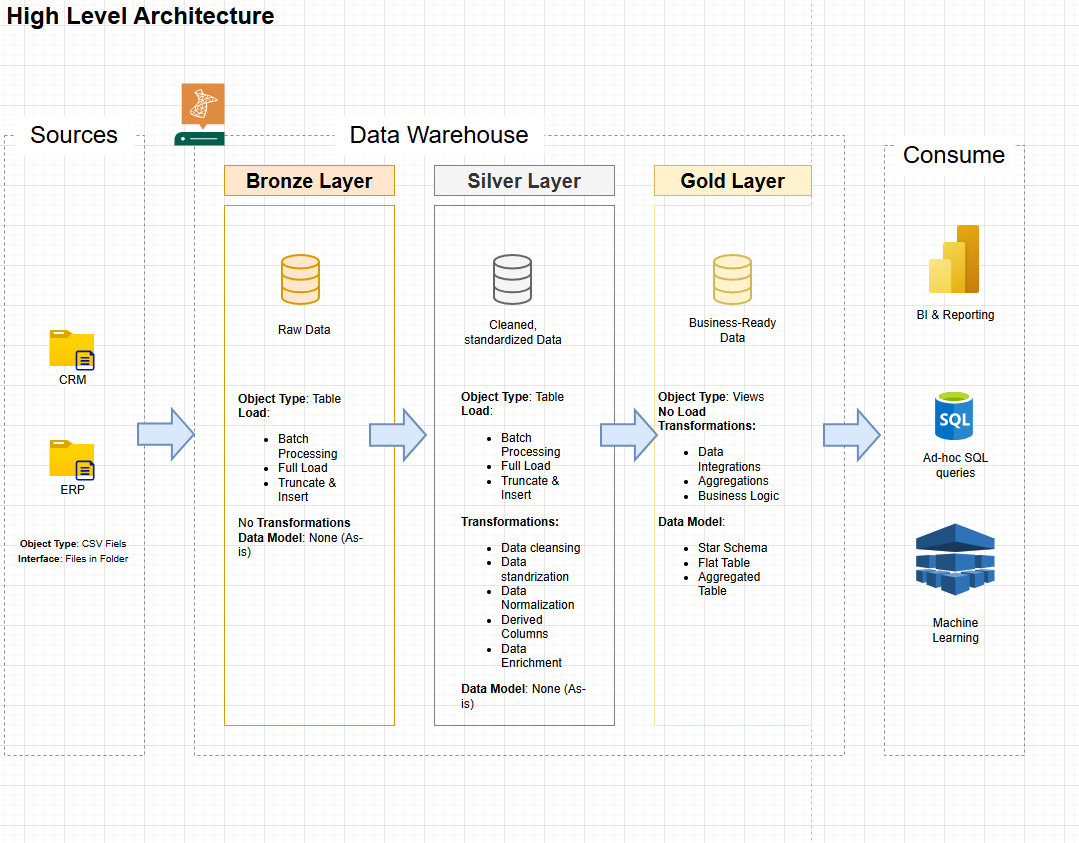 High Level Architecture
Sources
CRM
ERP
Object Type: CSV Fiels
Interface: Files in Folder
Data Warehouse
Bronze Layer
Raw Data
Object Type: Table
Load:
Batch
Processing
Full Load
Truncate &
Insert
No Transformations
Data Model: None (As-
is)
Silver Layer
Cleaned,
standardized Data
Object Type: Table
Load:
Batch
Processing
Full Load
Truncate &
Insert
Transformations:
Data cleansing
Data
standrization
Data
Normalization
Derived
Columns
Data
Enrichment
Data Model: None (As-
is)
Gold Layer
Business-Ready
Data
Object Type: Views
No Load
Transformations:
Data
Integrations
Aggregations
Business Logic
Data Model:
Star Schema
Flat Table
Aggregated
Table
Consume
BI & Reporting
SQL
Ad-hoc SQL
queries
Machine
Learning